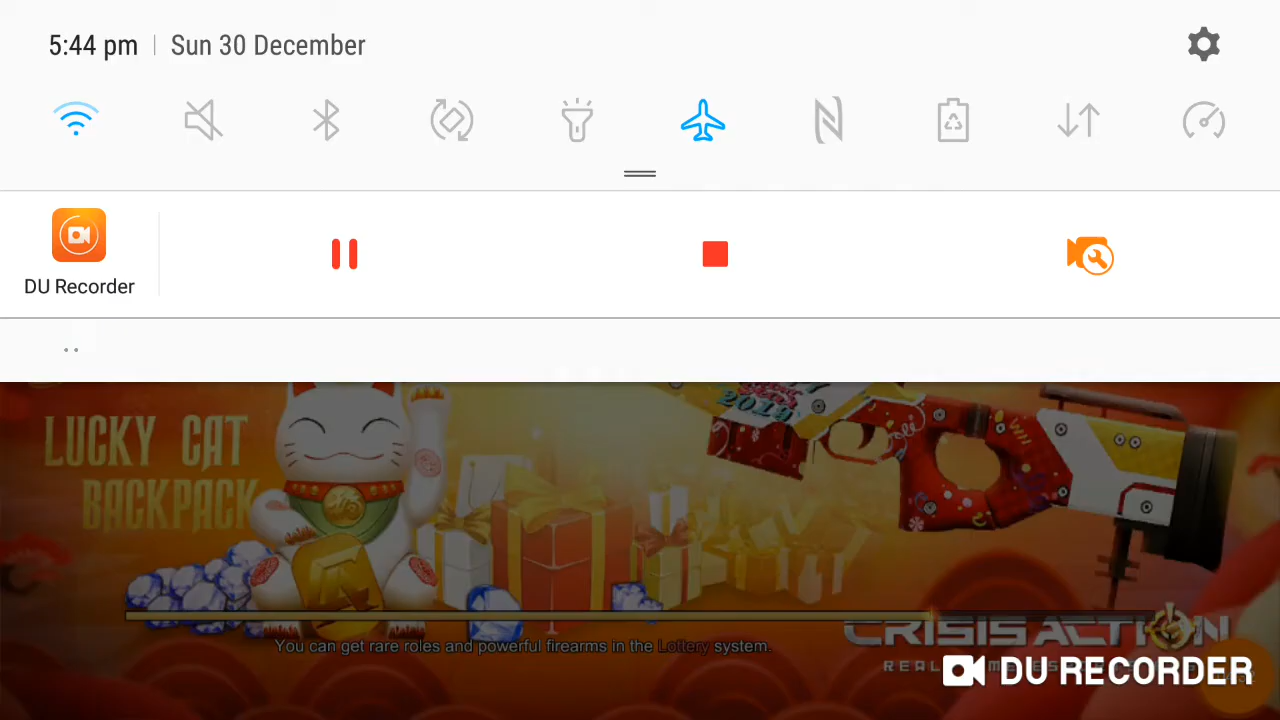 5:44 pm | Sun 30 December
DU Recorder
2019
LUCKY CAT
BACKPACK
You can get rare roles and powerful firearms in the Lottery system.
CRISIS ACTION
DU RECORDER